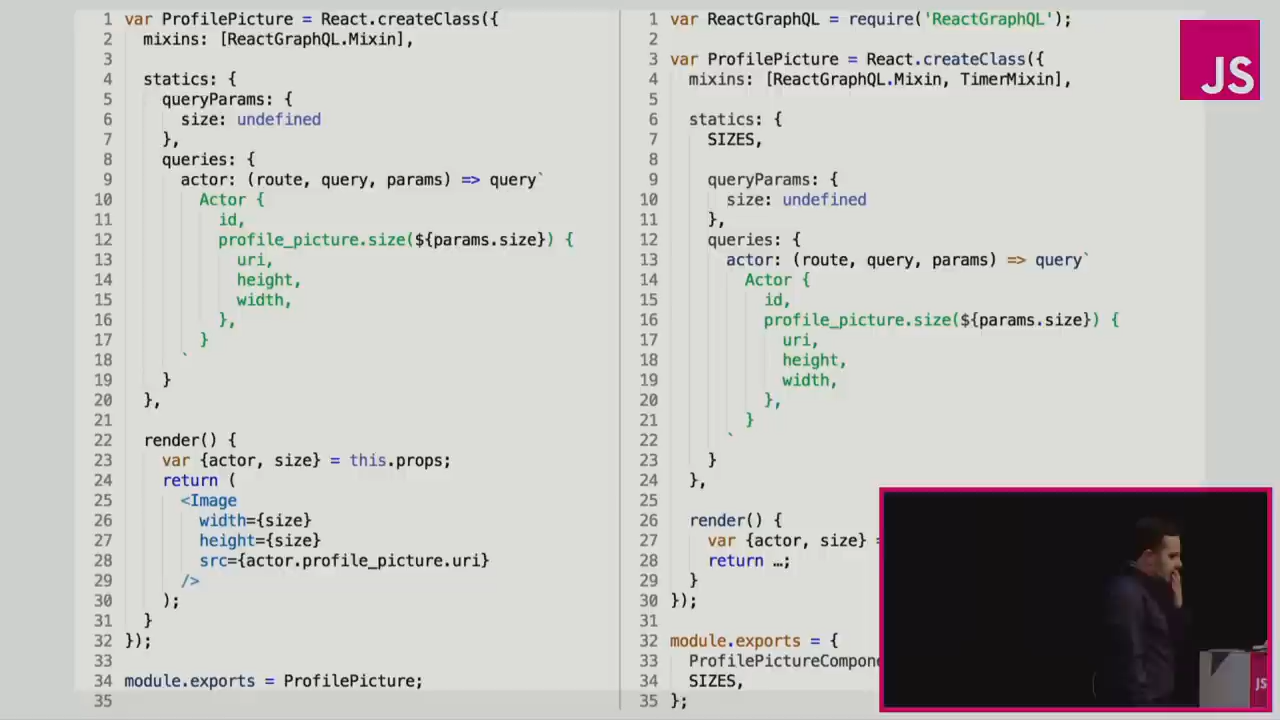 1 var ProfilePicture = React.createClass({
2 mixins: [ReactGraphQL.Mixin],
3
4 statics: {
5 queryParams: {
6 size: undefined
7 },
8 queries: {
9 actor: (route, query, params) => query`
10 Actor {
11 id,
12 profile_picture.size(${params.size}) {
13 uri,
14 height,
15 width,
16 },
17 }
18 `
19 }
20 },
21
22 render() {
23 var {actor, size} = this.props;
24 return (
25 <Image
26 width={size}
27 height={size}
28 src={actor.profile_picture.uri}
29 />
30 );
31 }
32 });
33
34 module.exports = ProfilePicture;
35
1 var ReactGraphQL = require('ReactGraphQL');
2
3 var ProfilePicture = React.createClass({
4 mixins: [ReactGraphQL.Mixin, TimerMixin],
5
6 statics: {
7 SIZES,
8
9 queryParams: {
10 size: undefined
11 },
12 queries: {
13 actor: (route, query, params) => query`
14 Actor {
15 id,
16 profile_picture.size(${params.size}) {
17 uri,
18 height,
19 width,
20 },
21 }
22 `
23 }
24 },
25
26 render() {
27 var {actor, size} =
28 return …;
29 }
30 });
31
32 module.exports = {
33 ProfilePictureCompone
34 SIZES,
35 };
JS
JS